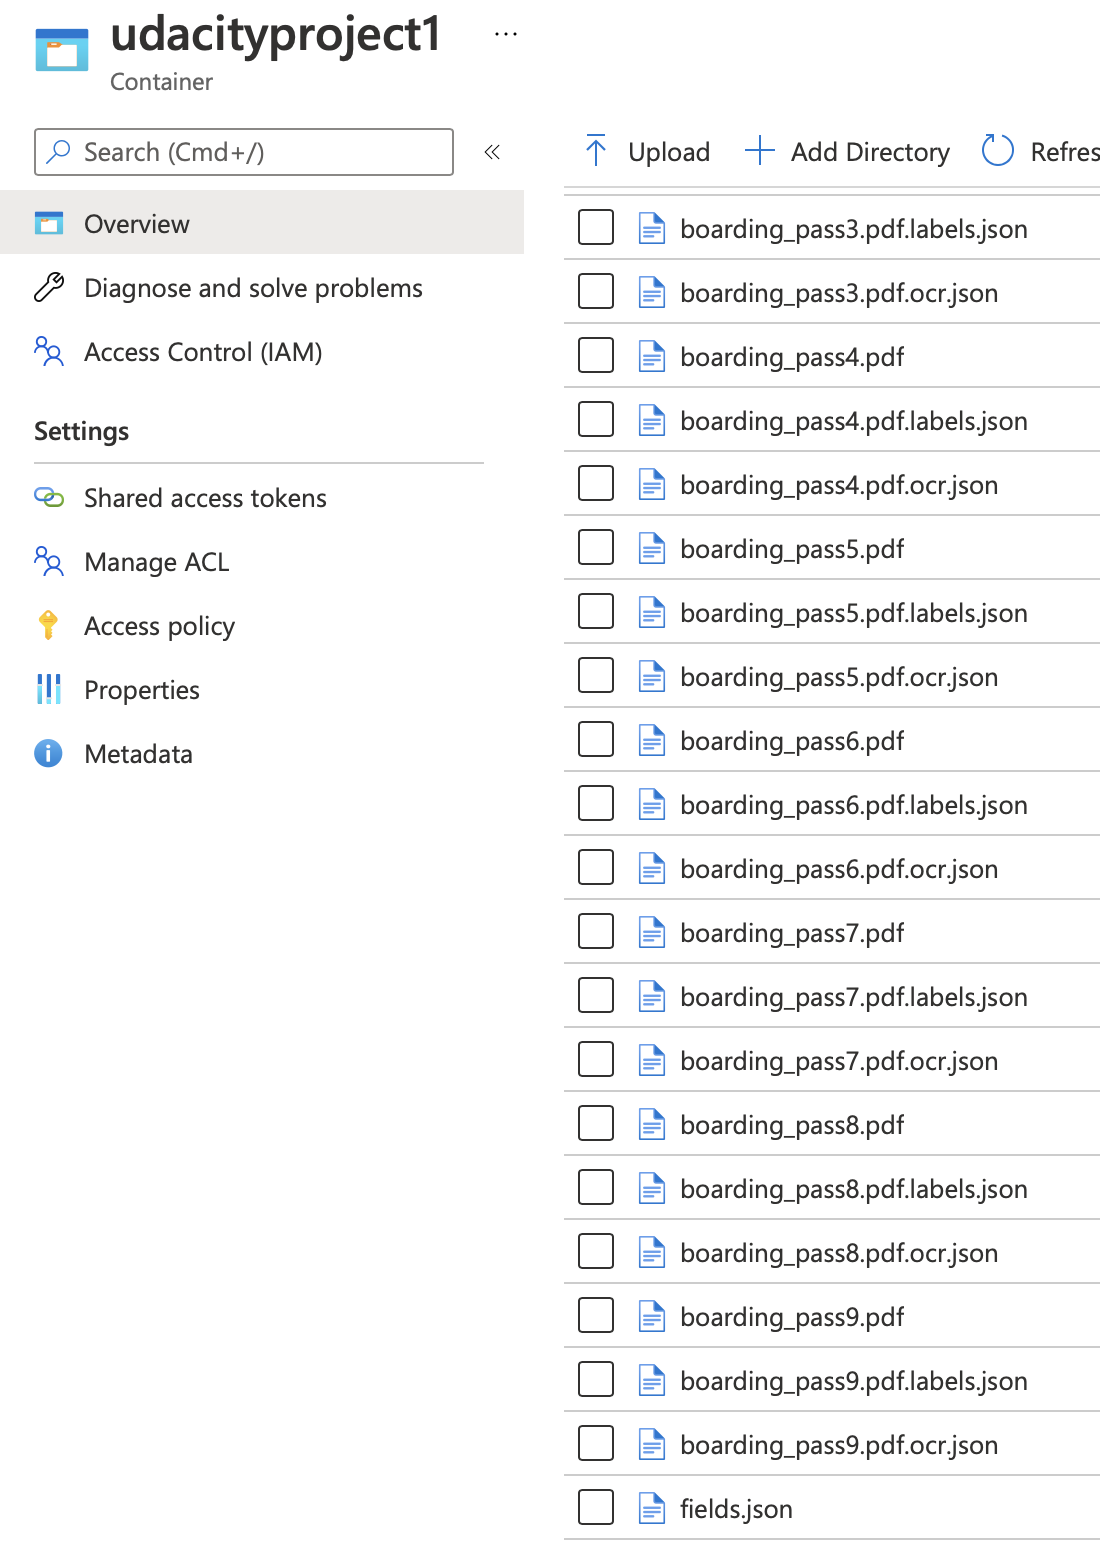 udacityproject1 ...
Container
Search (Cmd+/)
«
Overview
Diagnose and solve problems
Access Control (IAM)
Settings
Shared access tokens
Manage ACL
Access policy
Properties
Metadata
Upload
Add Directory
Refres
boarding_pass3.pdf.labels.json
boarding_pass3.pdf.ocr.json
boarding_pass4.pdf
boarding_pass4.pdf.labels.json
boarding_pass4.pdf.ocr.json
boarding_pass5.pdf
boarding_pass5.pdf.labels.json
boarding_pass5.pdf.ocr.json
boarding_pass6.pdf
boarding_pass6.pdf.labels.json
boarding_pass6.pdf.ocr.json
boarding_pass7.pdf
boarding_pass7.pdf.labels.json
boarding_pass7.pdf.ocr.json
boarding_pass8.pdf
boarding_pass8.pdf.labels.json
boarding_pass8.pdf.ocr.json
boarding_pass9.pdf
boarding_pass9.pdf.labels.json
boarding_pass9.pdf.ocr.json
fields.json